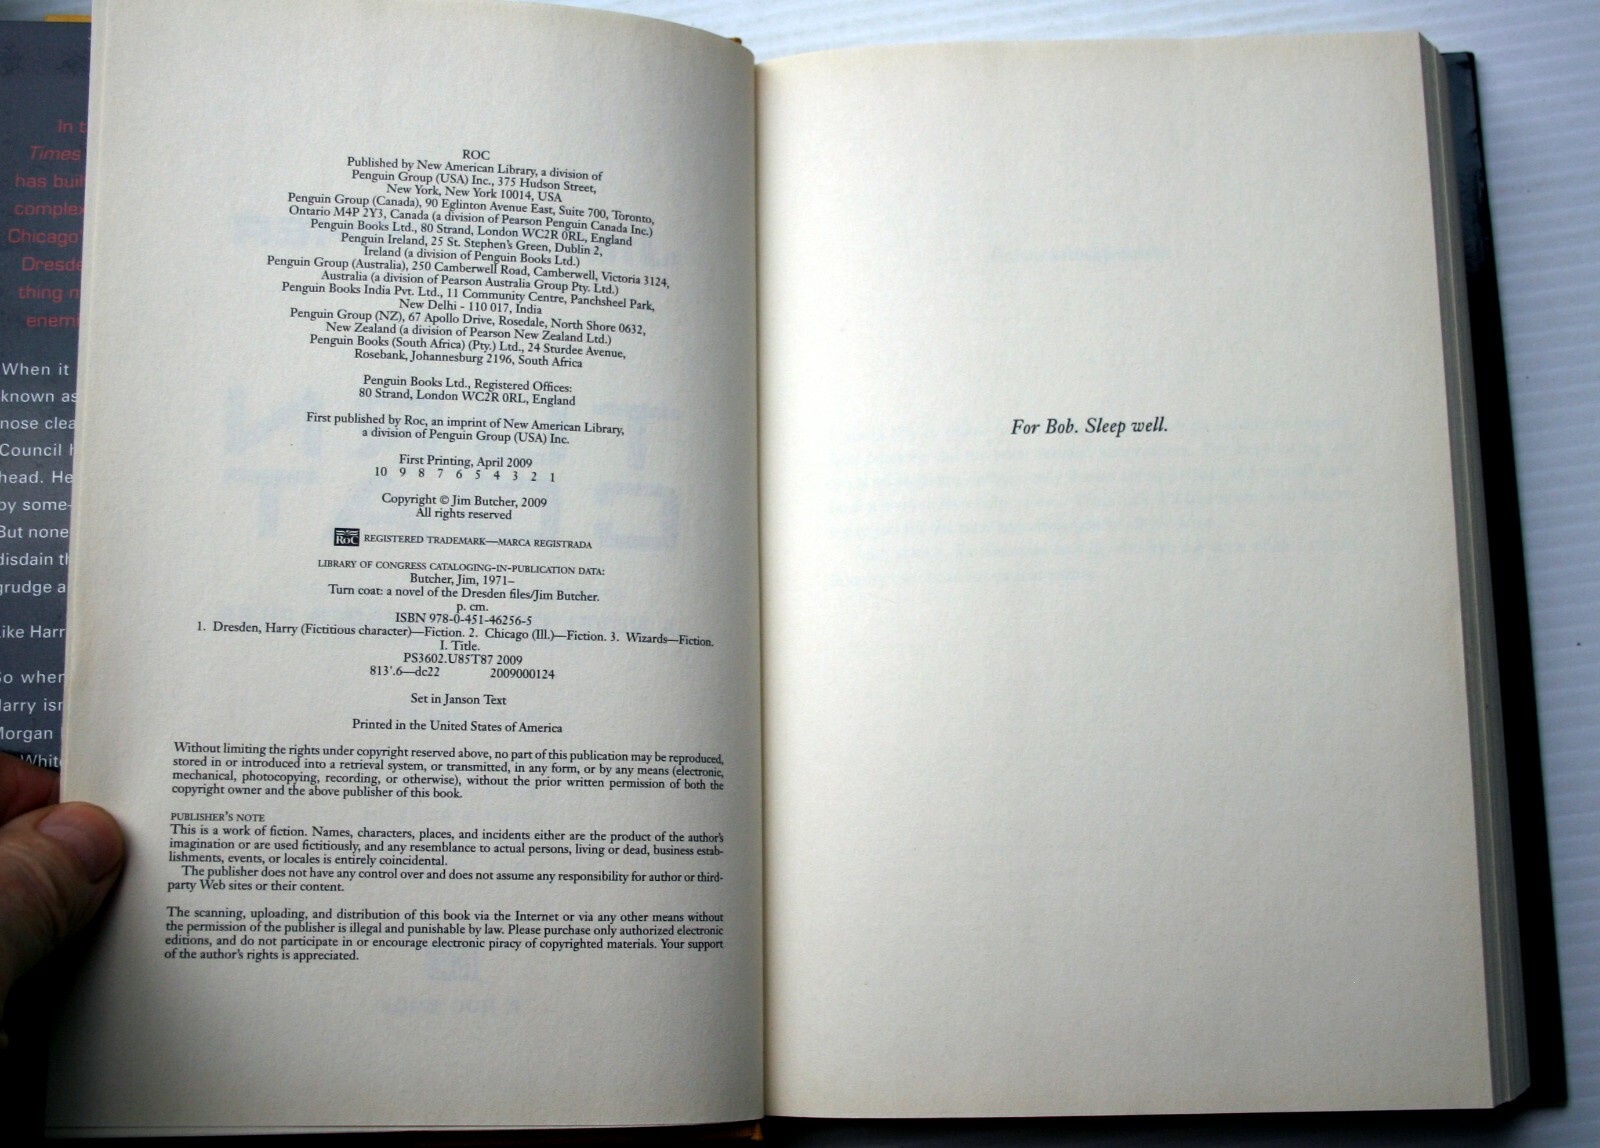 In t
Times
has buil
comple
Chicago'
Dresde
thing m
enemi
When it
known as
nose clea
Council h
head. He
by some-
But none
disdain th
grudge a
ike Harr
o when
arry isn
Morgan
White
ROC
Published by New American Library, a division of
Penguin Group (USA) Inc., 375 Hudson Street,
New York, New York 10014, USA
Penguin Group (Canada), 90 Eglinton Avenue East, Suite 700, Toronto,
Ontario M4P 2Y3, Canada (a division of Pearson Penguin Canada Inc.)
Penguin Books Ltd., 80 Strand, London WC2R 0RL, England
Penguin Ireland, 25 St. Stephen's Green, Dublin 2,
Ireland (a division of Penguin Books Ltd.)
Penguin Group (Australia), 250 Camberwell Road, Camberwell, Victoria 3124,
Australia (a division of Pearson Australia Group Pty. Ltd.)
Penguin Books India Pvt. Ltd., 11 Community Centre, Panchsheel Park,
New Delhi - 110 017, India
Penguin Group (NZ), 67 Apollo Drive, Rosedale, North Shore 0632,
New Zealand (a division of Pearson New Zealand Ltd.)
Penguin Books (South Africa) (Pty.) Ltd., 24 Sturdee Avenue,
Rosebank, Johannesburg 2196, South Africa
Penguin Books Ltd., Registered Offices:
80 Strand, London WC2R 0RL, England
First published by Roc, an imprint of New American Library,
a division of Penguin Group (USA) Inc.
First Printing, April 2009
10 9 8 7 6 5 4 3 2 1
Copyright © Jim Butcher, 2009
All rights reserved
ROC REGISTERED TRADEMARK—MARCA REGISTRADA
LIBRARY OF CONGRESS CATALOGING-IN-PUBLICATION DATA:
Butcher, Jim, 1971–
Turn coat: a novel of the Dresden files/Jim Butcher.
p. cm.
ISBN 978-0-451-46256-5
1. Dresden, Harry (Fictitious character)—Fiction. 2. Chicago (Ill.)—Fiction. 3. Wizards—Fiction.
I. Title.
PS3602.U85T87 2009
813'.6—dc22 2009000124
Set in Janson Text
Printed in the United States of America
Without limiting the rights under copyright reserved above, no part of this publication may be reproduced,
stored in or introduced into a retrieval system, or transmitted, in any form, or by any means (electronic,
mechanical, photocopying, recording, or otherwise), without the prior written permission of both the
copyright owner and the above publisher of this book.
PUBLISHER'S NOTE
This is a work of fiction. Names, characters, places, and incidents either are the product of the author's
imagination or are used fictitiously, and any resemblance to actual persons, living or dead, business estab-
lishments, events, or locales is entirely coincidental.
The publisher does not have any control over and does not assume any responsibility for author or third-
party Web sites or their content.
The scanning, uploading, and distribution of this book via the Internet or via any other means without
the permission of the publisher is illegal and punishable by law. Please purchase only authorized electronic
editions, and do not participate in or encourage electronic piracy of copyrighted materials. Your support
of the author's rights is appreciated.
For Bob. Sleep well.